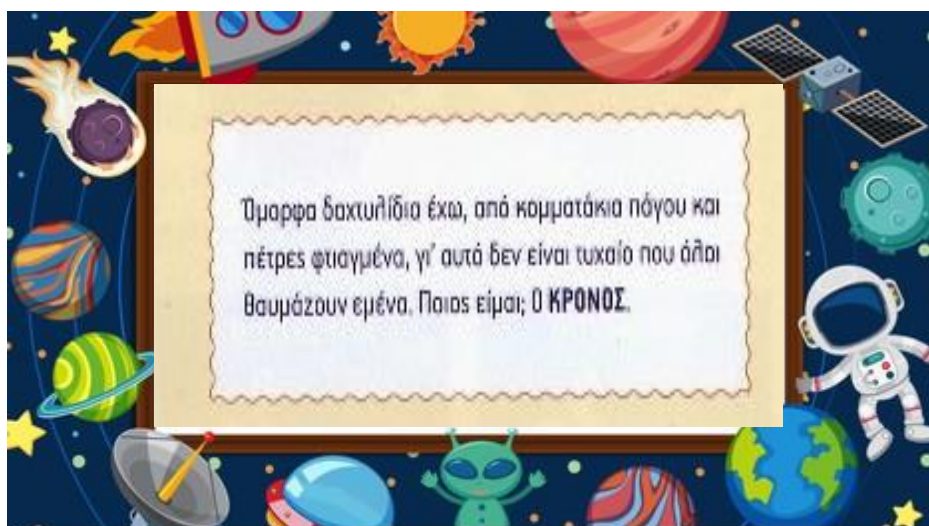 Όμορφα δαχτυλίδια έχω, από κομματάκια πάγου και
πέτρες φτιαγμένα, γι' αυτό δεν είναι τυχαίο που όλοι
θαυμάζουν εμένα. Ποιος είμαι; Ο ΚΡΟΝΟΣ.